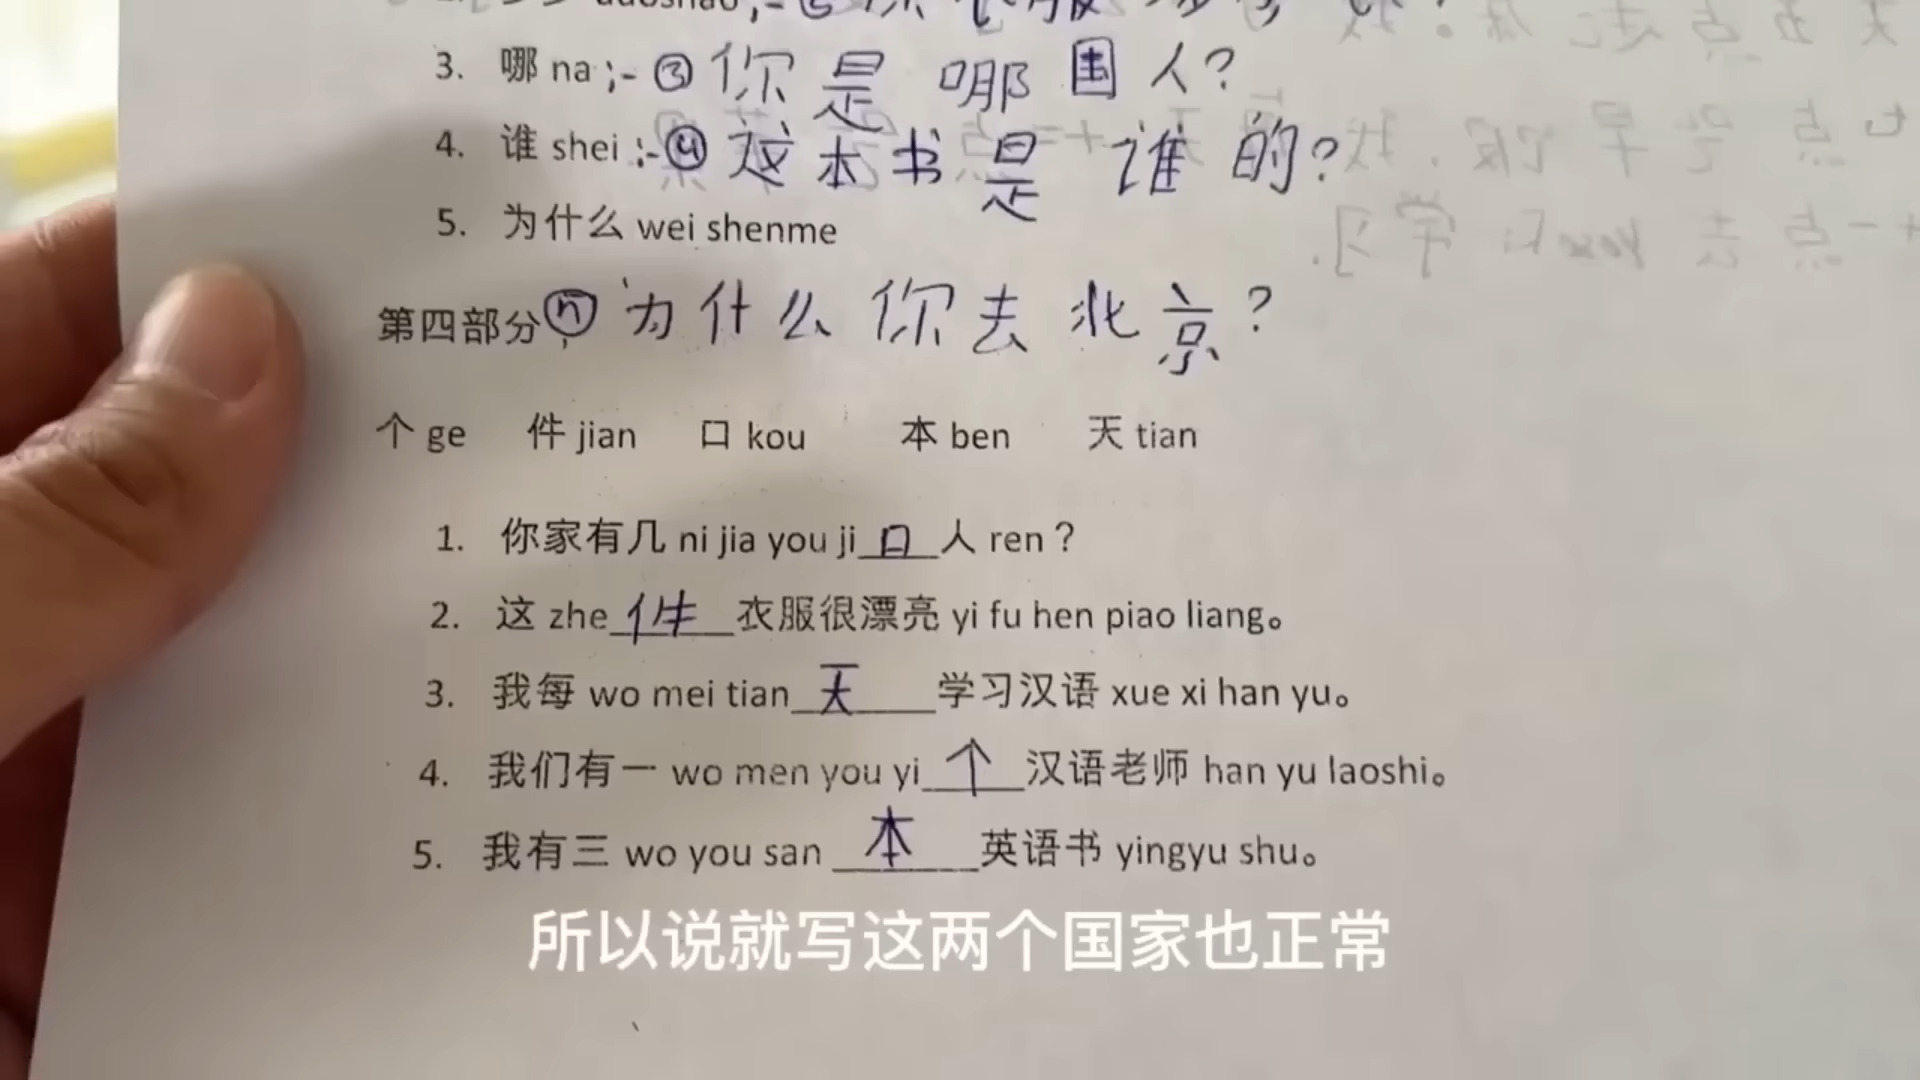 3. 哪 na ;- ③ 你是哪国人?
4. 谁 shei :- ④ 这本书是谁的?
5. 为什么 wei shenme
第四部分 为什么你去北京?
个 ge 件 jian 口 kou 本 ben 天 tian
1. 你家有几 ni jia you ji 口 人 ren?
2. 这 zhe 件 衣服很漂亮 yi fu hen piao liang。
3. 我每 wo mei tian 天 学习汉语 xue xi han yu。
4. 我们有一 wo men you yi 个 汉语老师 han yu laoshi。
5. 我有三 wo you san 本 英语书 yingyu shu。
所以说就写这两个国家也正常